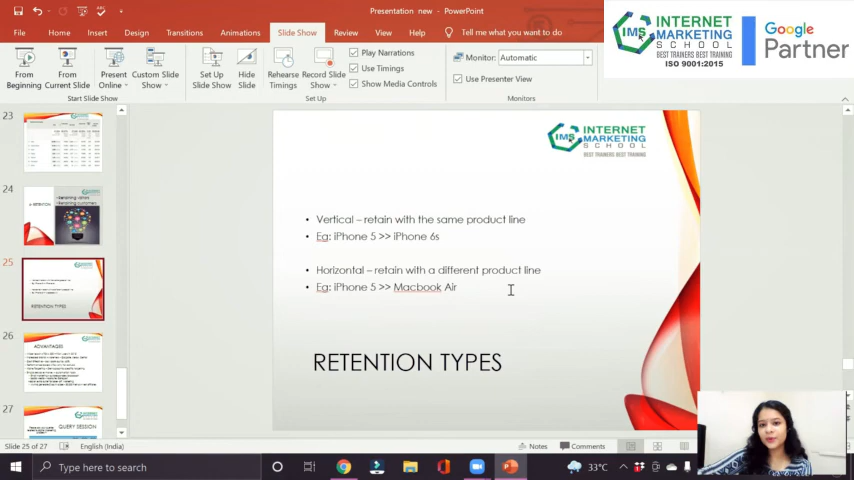 Presentation new - PowerPoint
File Home Insert Design Transitions Animations Slide Show Review View Help Tell me what you want to do
From Beginning
From Current Slide
Present Online
Custom Slide Show
Set Up Slide Show
Hide Slide
Rehearse Timings
Record Slide Show
Play Narrations
Use Timings
Show Media Controls
Monitor: Automatic
Use Presenter View
Start Slide Show
Set Up
Monitors
IMS
INTERNET
MARKETING
SCHOOL
BEST TRAINERS BEST TRAINING
ISO 9001:2015
Google
Partner
23
24
25
RETENTION TYPES
26
ADVANTAGES
27
QUERY SESSION
IMS
INTERNET
MARKETING
SCHOOL
BEST TRAINERS BEST TRAINING
• Vertical – retain with the same product line
• Eg: iPhone 5 >> iPhone 6s
• Horizontal – retain with a different product line
• Eg: iPhone 5 >> Macbook Air
RETENTION TYPES
Slide 25 of 27 English (India) Notes Comments
Type here to search
33°C